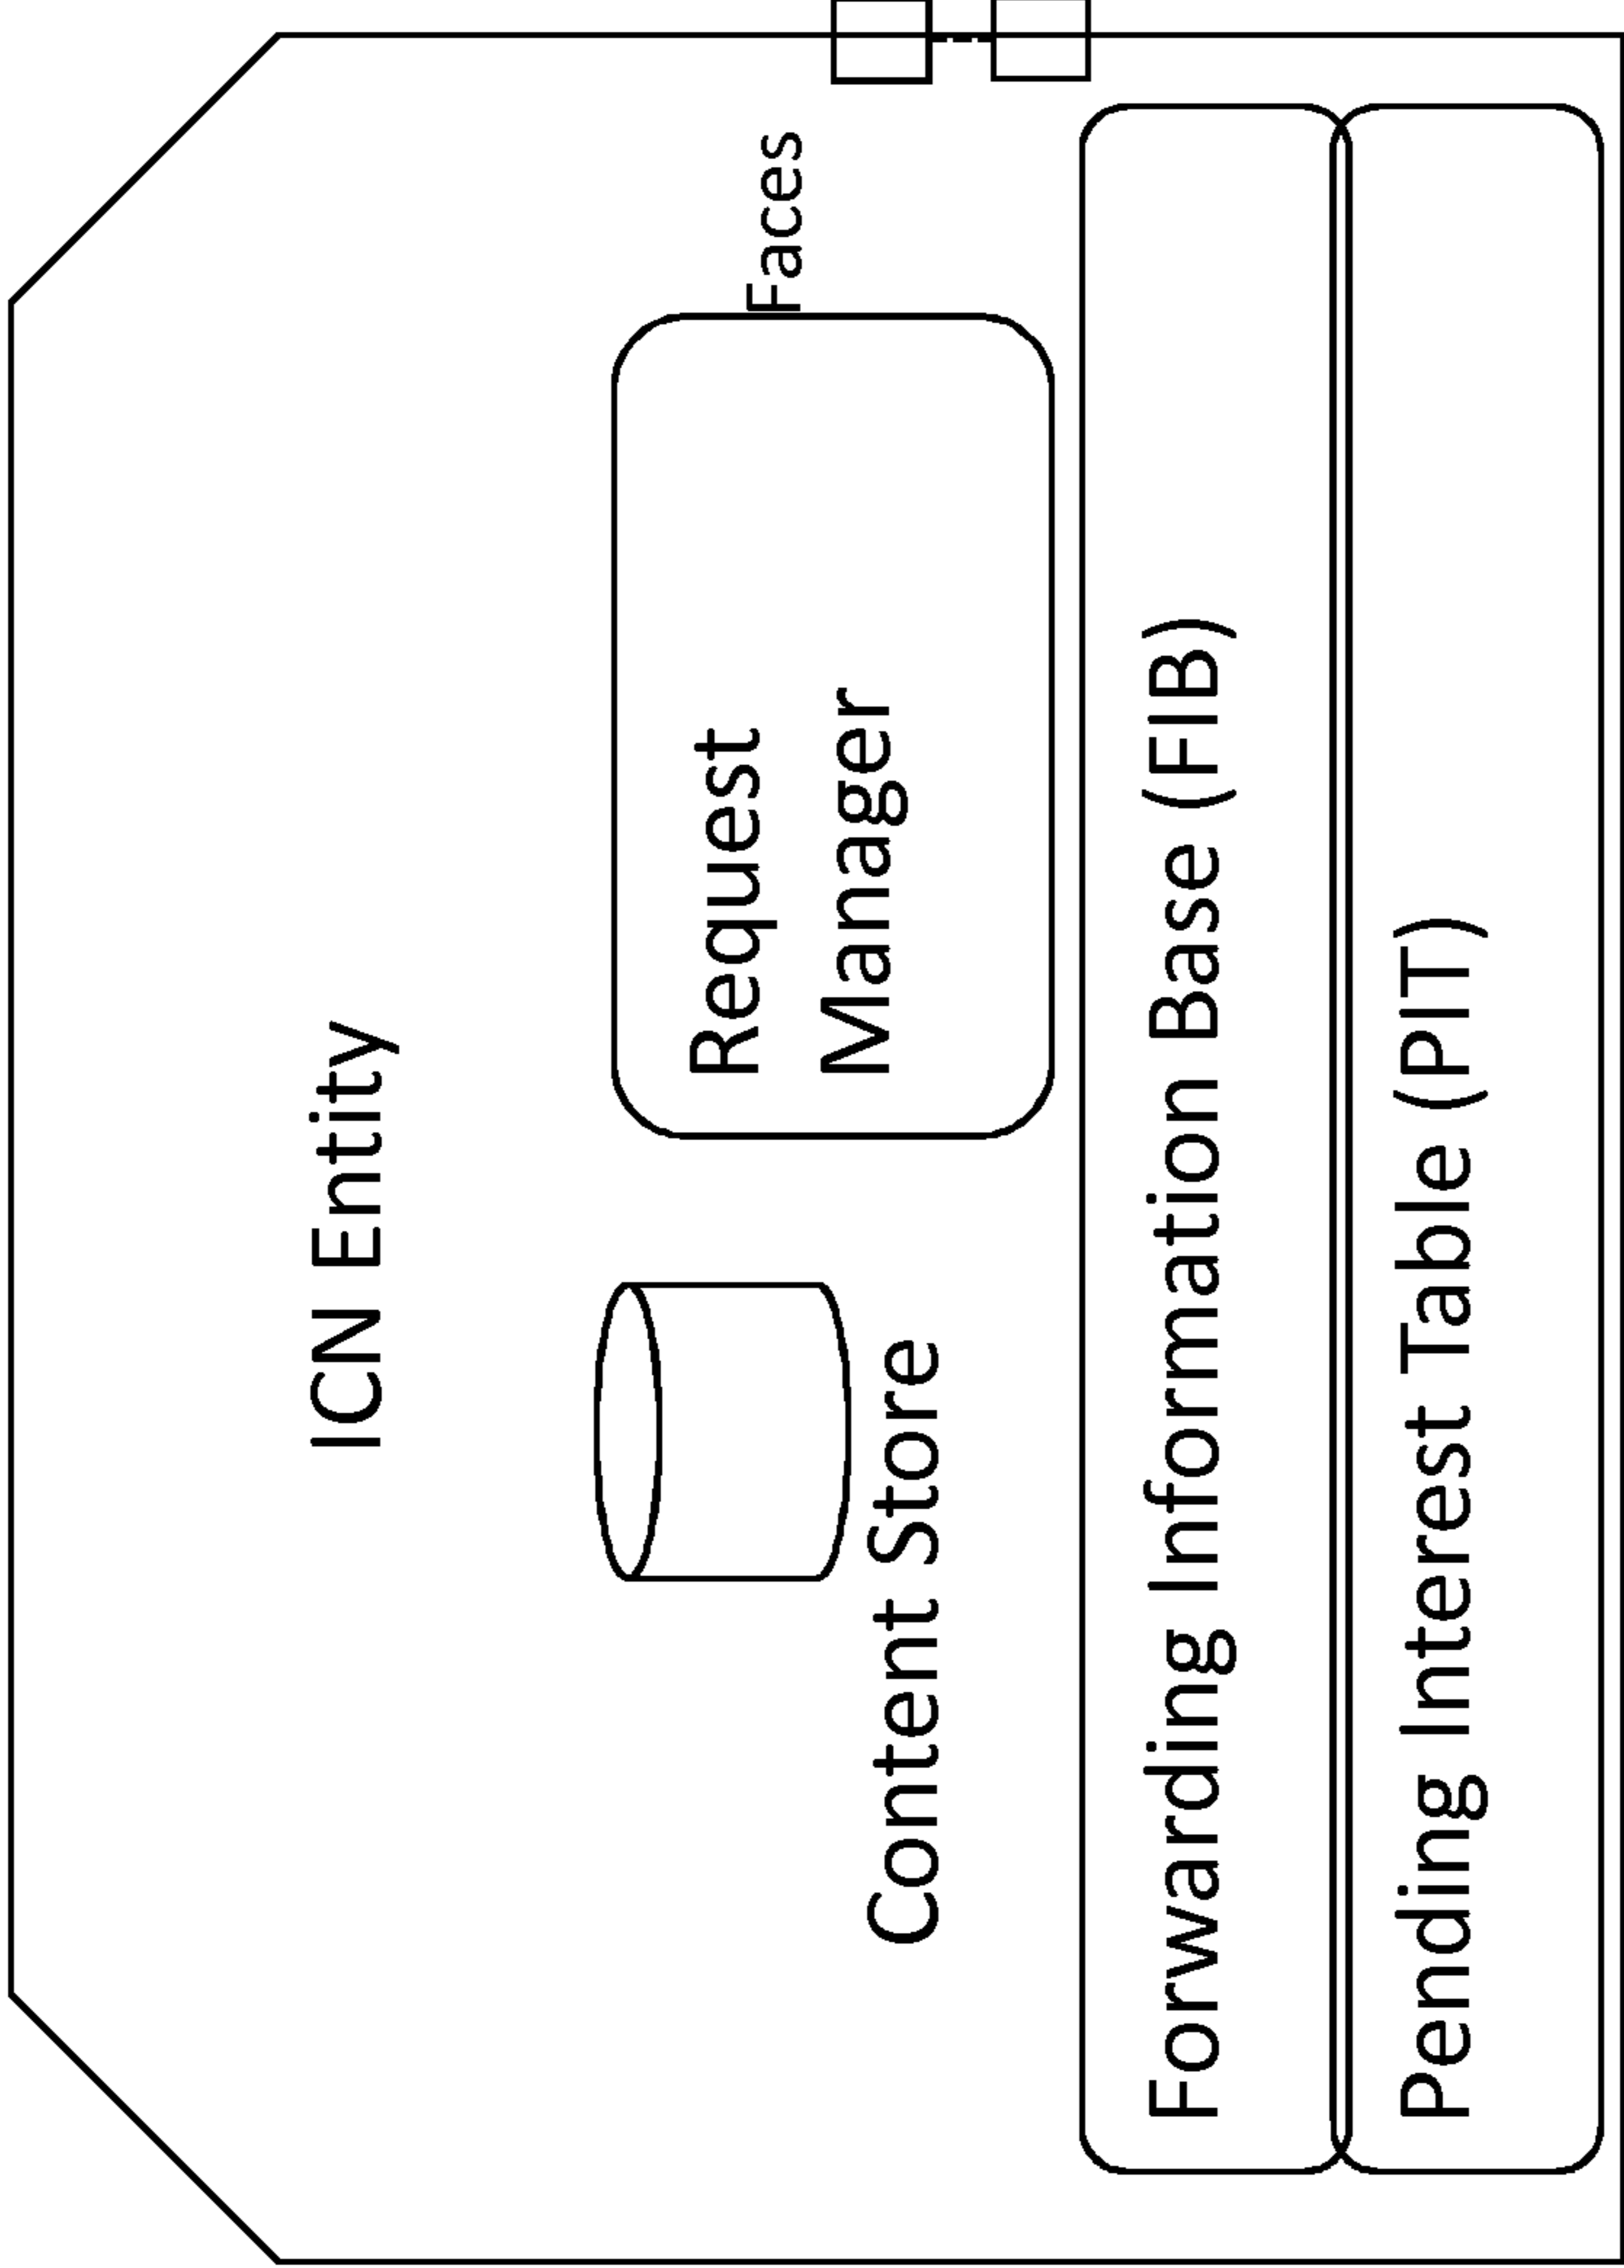 ICN Entity
Request
Manager
Faces
Content Store
Forwarding Information Base (FIB)
Pending Interest Table (PIT)